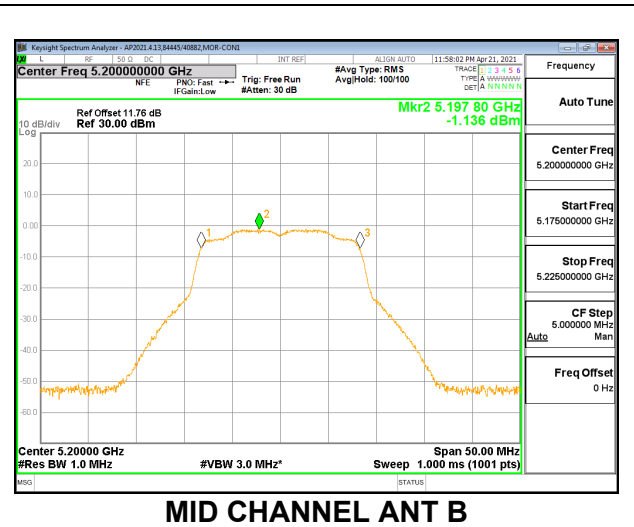 Keysight Spectrum Analyzer - AP2021.4.13,84445/40882,MOR-CON1
LXI L RF 50 Ω DC INT REF ALIGN AUTO 11:58:02 PM Apr 21, 2021
Center Freq 5.200000000 GHz
NFE PNO: Fast IFGain:Low
Trig: Free Run
#Atten: 30 dB
#Avg Type: RMS
Avg|Hold: 100/100
TRACE 1 2 3 4 5 6
TYPE A WWWWW
DET A N N N N N
Frequency
Mkr2 5.197 80 GHz
-1.136 dBm
Ref Offset 11.76 dB
10 dB/div Ref 30.00 dBm
Log
20.0
10.0
0.00
-10.0
-20.0
-30.0
-40.0
-50.0
-60.0
1
2
3
Center 5.20000 GHz Span 50.00 MHz
#Res BW 1.0 MHz #VBW 3.0 MHz* Sweep 1.000 ms (1001 pts)
MSG STATUS
Auto Tune
Center Freq
5.200000000 GHz
Start Freq
5.175000000 GHz
Stop Freq
5.225000000 GHz
CF Step
5.000000 MHz
Auto Man
Freq Offset
0 Hz
MID CHANNEL ANT B